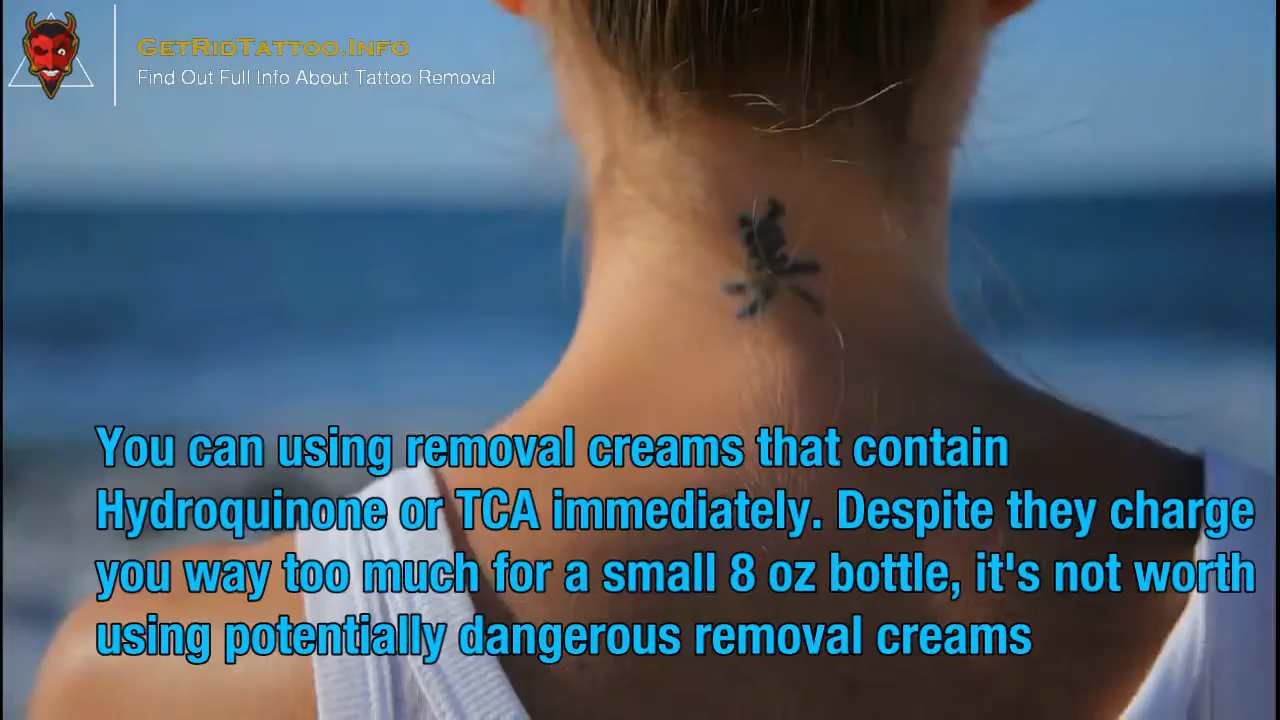 GetRidTattoo.Info
Find Out Full Info About Tattoo Removal
You can using removal creams that contain
Hydroquinone or TCA immediately. Despite they charge
you way too much for a small 8 oz bottle, it's not worth
using potentially dangerous removal creams